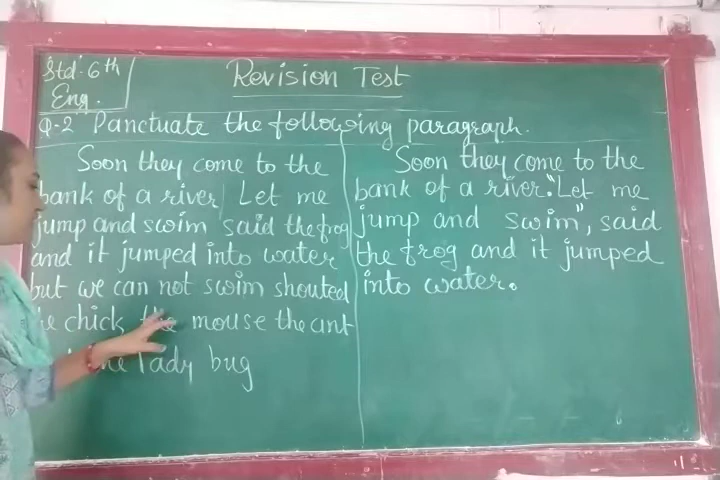 Std: 6th
Eng.
Revision Test
Q-2 Panctuate the following paragraph.
Soon they come to the
bank of a river Let me
jump and swim said the frog
and it jumped into water
but we can not swim shouted
chick the mouse the ant
lady bug
Soon they come to the
bank of a river. "Let me
jump and swim", said
the frog and it jumped
into water.